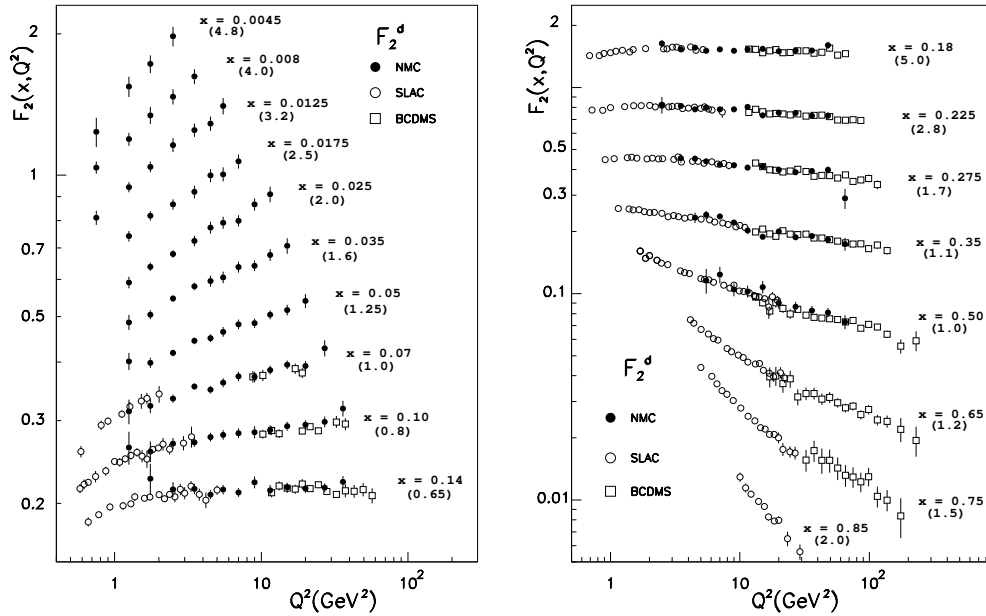 F₂(x,Q²)
2
1
0.7
0.5
0.4
0.3
0.2
x = 0.0045
(4.8)
x = 0.008
(4.0)
x = 0.0125
(3.2)
x = 0.0175
(2.5)
x = 0.025
(2.0)
x = 0.035
(1.6)
x = 0.05
(1.25)
x = 0.07
(1.0)
x = 0.10
(0.8)
x = 0.14
(0.65)
F₂ᵈ
NMC
SLAC
BCDMS
1
10
10²
Q²(GeV²)
F₂(x,Q²)
2
1
0.5
0.4
0.3
0.1
0.01
x = 0.18
(5.0)
x = 0.225
(2.8)
x = 0.275
(1.7)
x = 0.35
(1.1)
x = 0.50
(1.0)
x = 0.65
(1.2)
x = 0.75
(1.5)
x = 0.85
(2.0)
F₂ᵈ
NMC
SLAC
BCDMS
1
10
10²
Q²(GeV²)